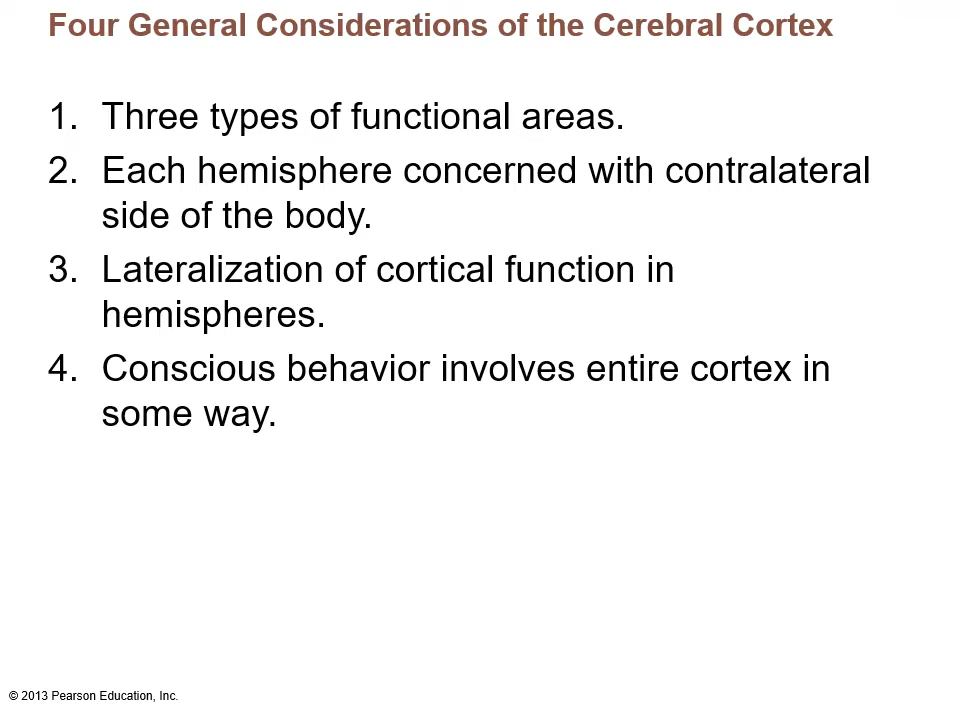 Four General Considerations of the Cerebral Cortex
1. Three types of functional areas.
2. Each hemisphere concerned with contralateral
side of the body.
3. Lateralization of cortical function in
hemispheres.
4. Conscious behavior involves entire cortex in
some way.
© 2013 Pearson Education, Inc.